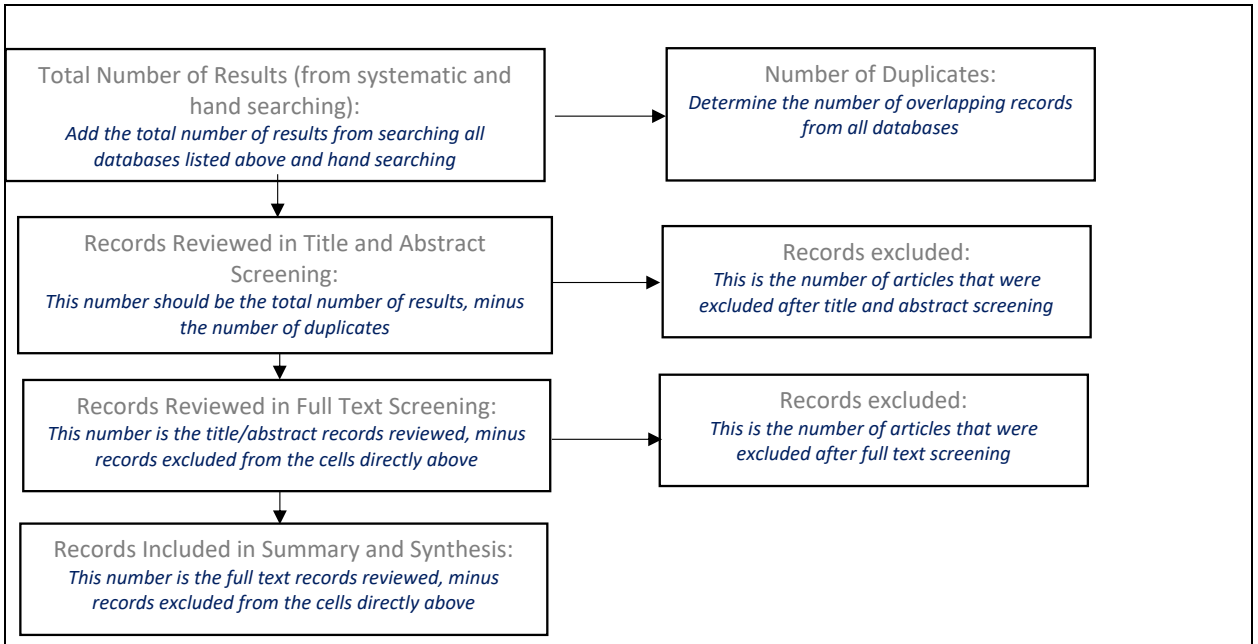 Total Number of Results (from systematic and
hand searching):
Add the total number of results from searching all
databases listed above and hand searching
Number of Duplicates:
Determine the number of overlapping records
from all databases
Records Reviewed in Title and Abstract
Screening:
This number should be the total number of results, minus
the number of duplicates
Records excluded:
This is the number of articles that were
excluded after title and abstract screening
Records Reviewed in Full Text Screening:
This number is the title/abstract records reviewed, minus
records excluded from the cells directly above
Records excluded:
This is the number of articles that were
excluded after full text screening
Records Included in Summary and Synthesis:
This number is the full text records reviewed, minus
records excluded from the cells directly above